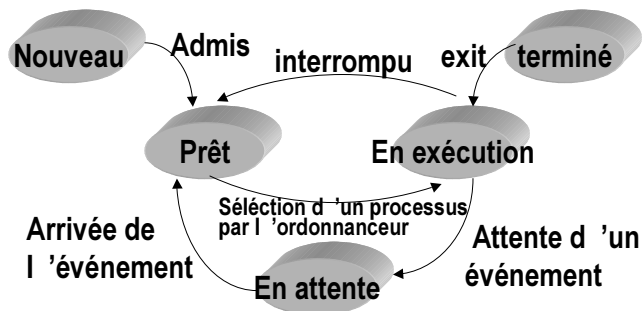 Nouveau
Admis
interrompu
exit
terminé
Prêt
En exécution
Séléction d 'un processus
par l 'ordonnanceur
Arrivée de
l 'événement
Attente d 'un
événement
En attente